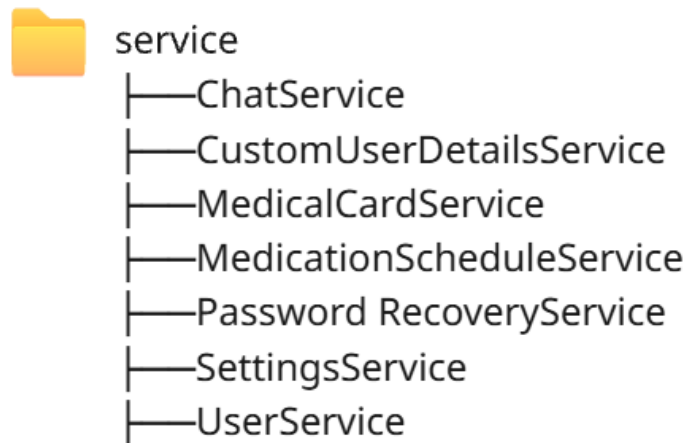 service
├──ChatService
├──CustomUserDetailsService
├──MedicalCardService
├──MedicationScheduleService
├──Password RecoveryService
├──SettingsService
├──UserService